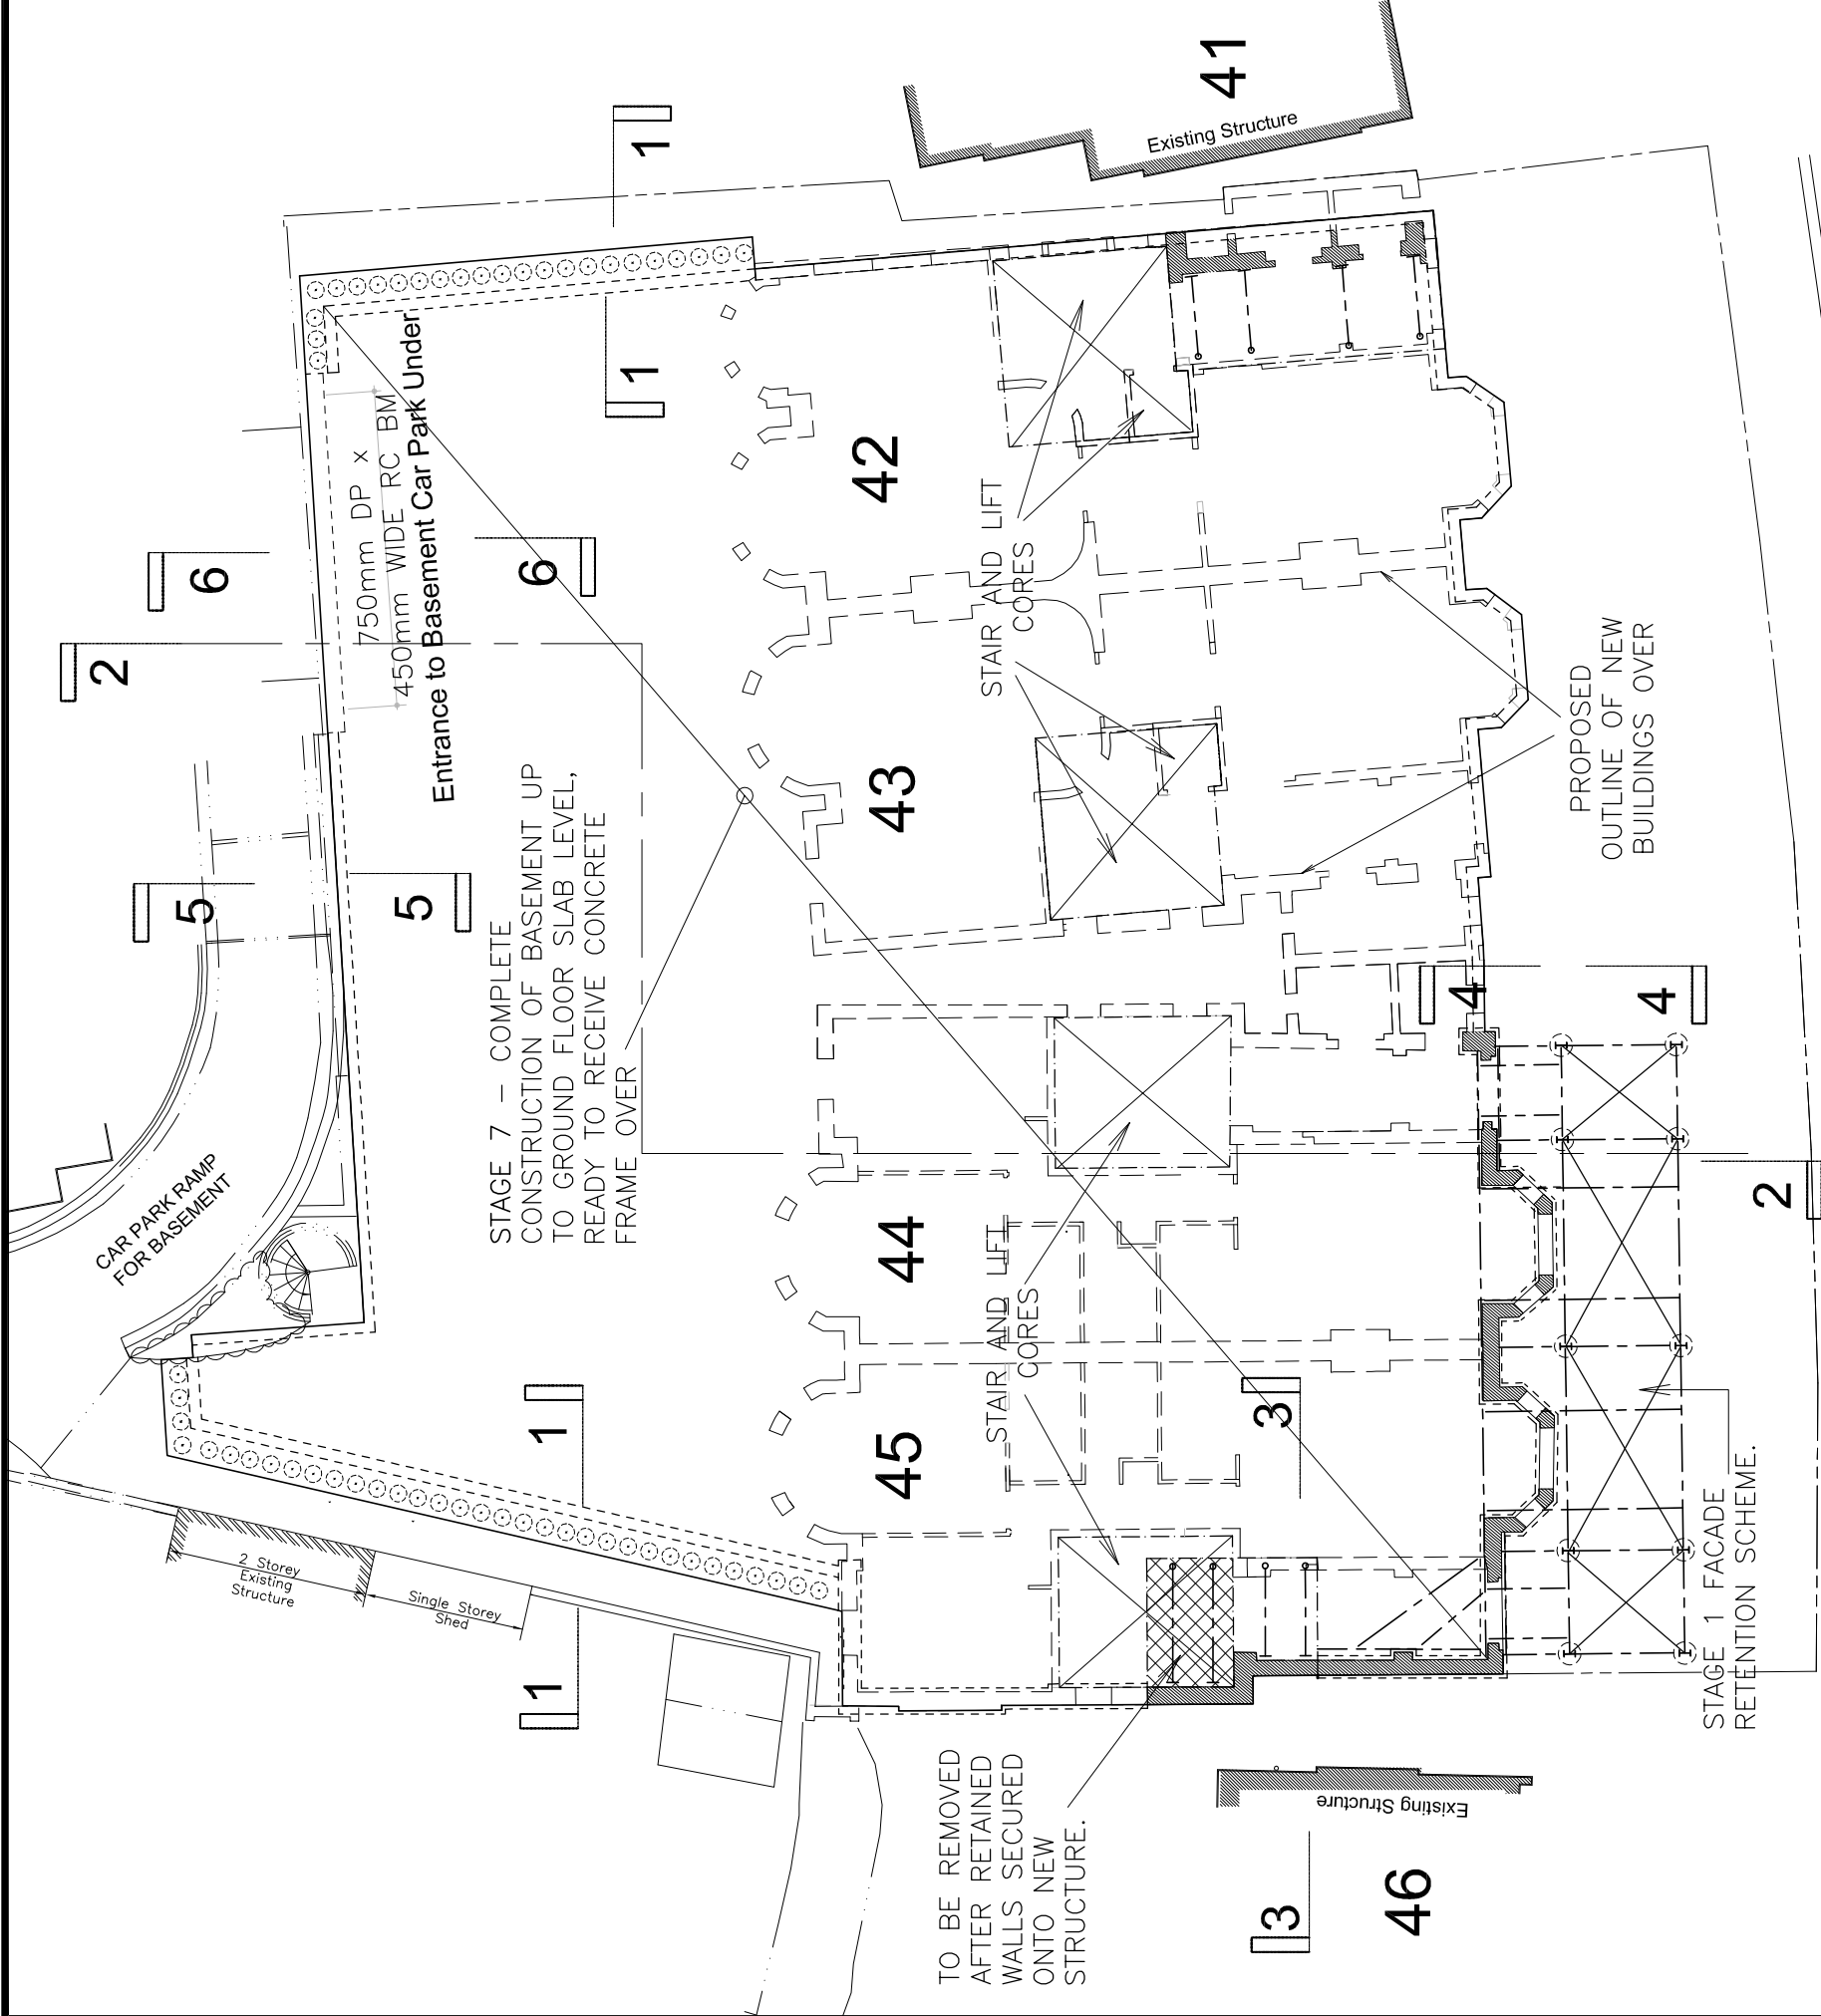 41
Existing Structure
1
1
2
6
6
750mm DP x
450mm WIDE RC BM
Entrance to Basement Car Park Under
5
5
42
43
STAIR AND LIFT
CORES
PROPOSED
OUTLINE OF NEW
BUILDINGS OVER
STAGE 7 - COMPLETE
CONSTRUCTION OF BASEMENT UP
TO GROUND FLOOR SLAB LEVEL,
READY TO RECEIVE CONCRETE
FRAME OVER
4
4
CAR PARK RAMP
FOR BASEMENT
44
45
STAIR AND LIFT
CORES
2
3
1
1
2 Storey
Existing
Structure
Single Storey
Shed
STAGE 1 FACADE
RETENTION SCHEME.
TO BE REMOVED
AFTER RETAINED
WALLS SECURED
ONTO NEW
STRUCTURE.
Existing Structure
3
46